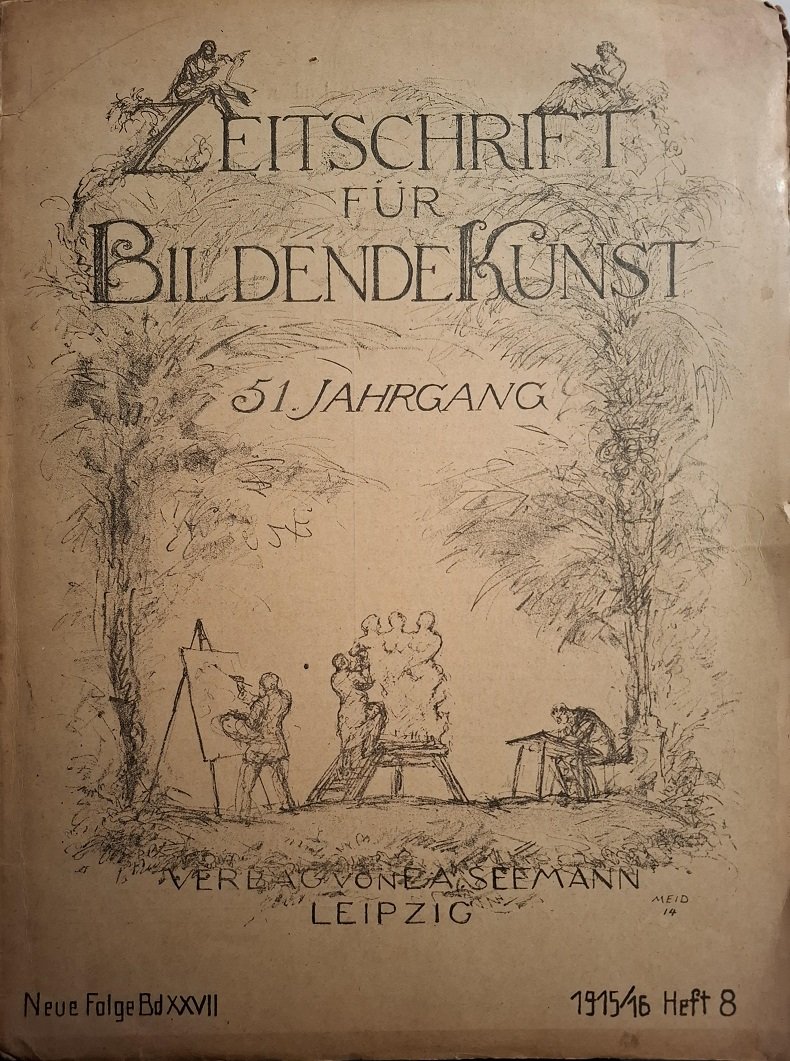 ZEITSCHRIFT
FÜR
BILDENDE KUNST
51. JAHRGANG
VERLAG VON E.A. SEEMANN
LEIPZIG
MEID
14
Neue Folge Bd XXVII
1915/16 Heft 8